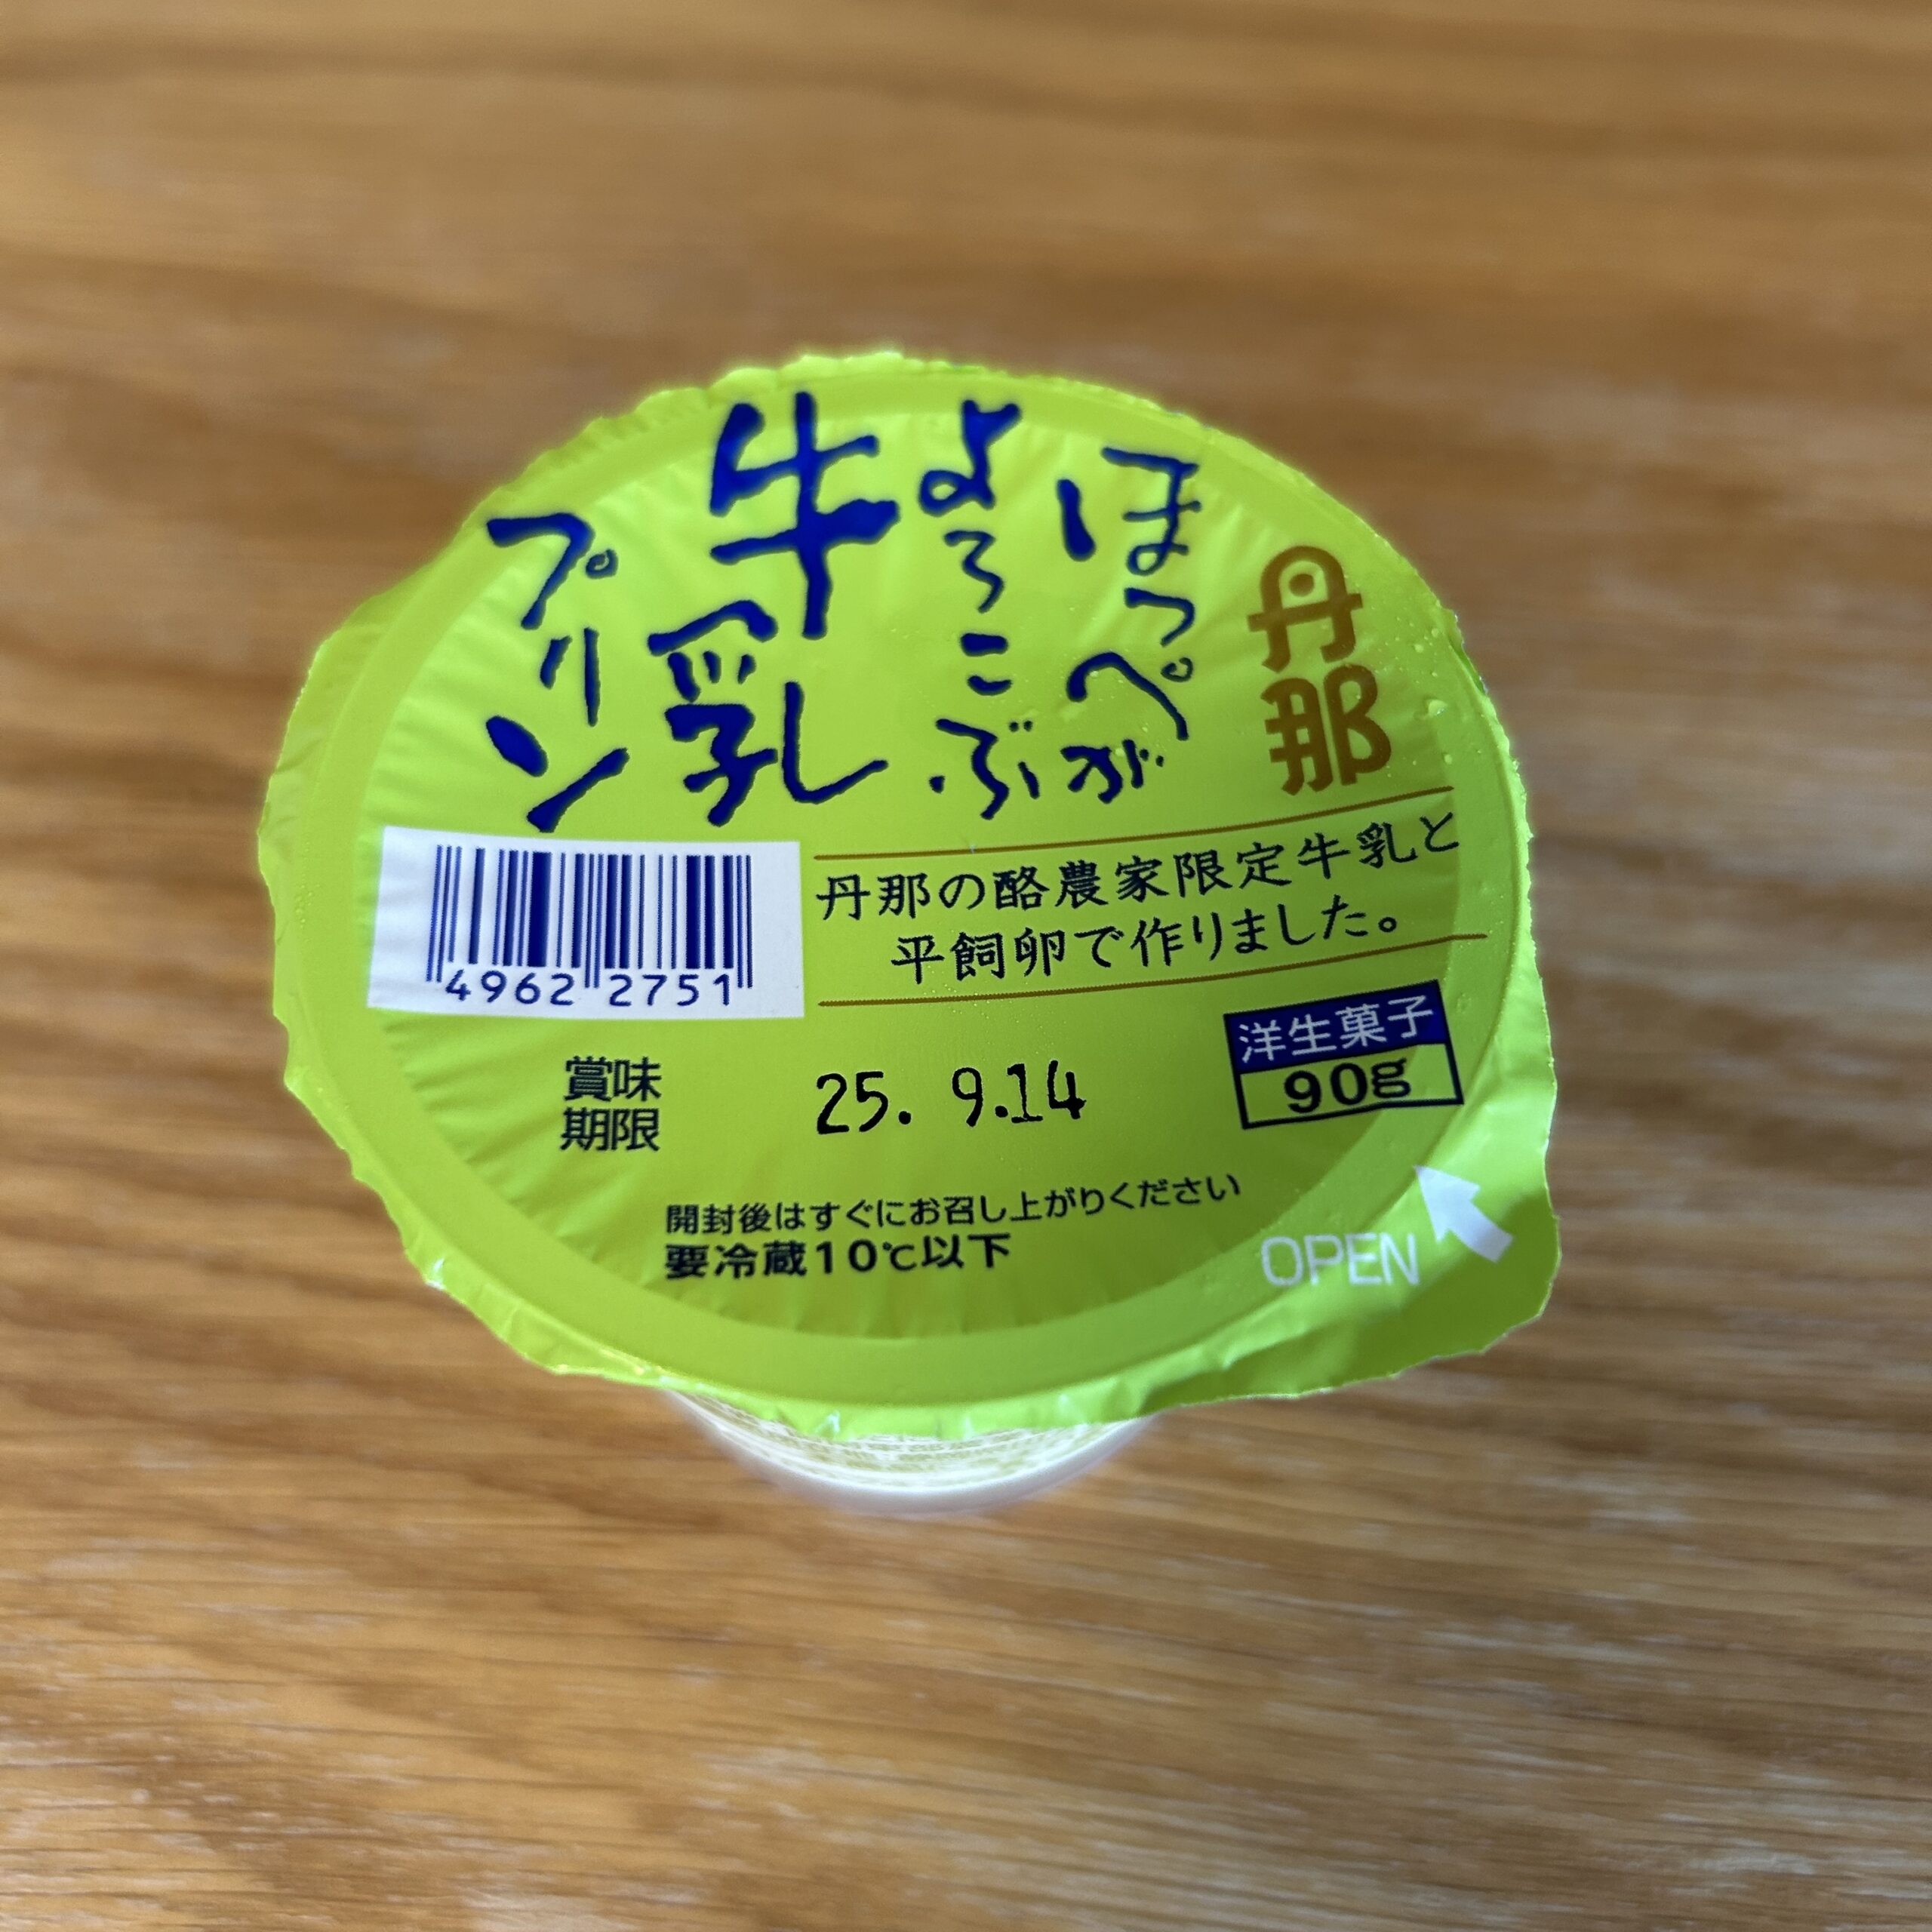 丹那
ほっぺが
よろこぶ
牛乳
プリン
丹那の酪農家限定牛乳と
平飼卵で作りました。
4962 2751
洋生菓子
90g
賞味
期限
25. 9.14
開封後はすぐにお召し上がりください
要冷蔵10℃以下
OPEN